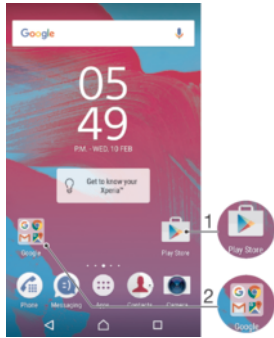 Google
05
49
P.M. - WED, 10 FEB
Get to know your
Xperia™
1
Google
Play Store
Play Store
2
Phone
Messaging
Apps
Contacts
Camera
Google